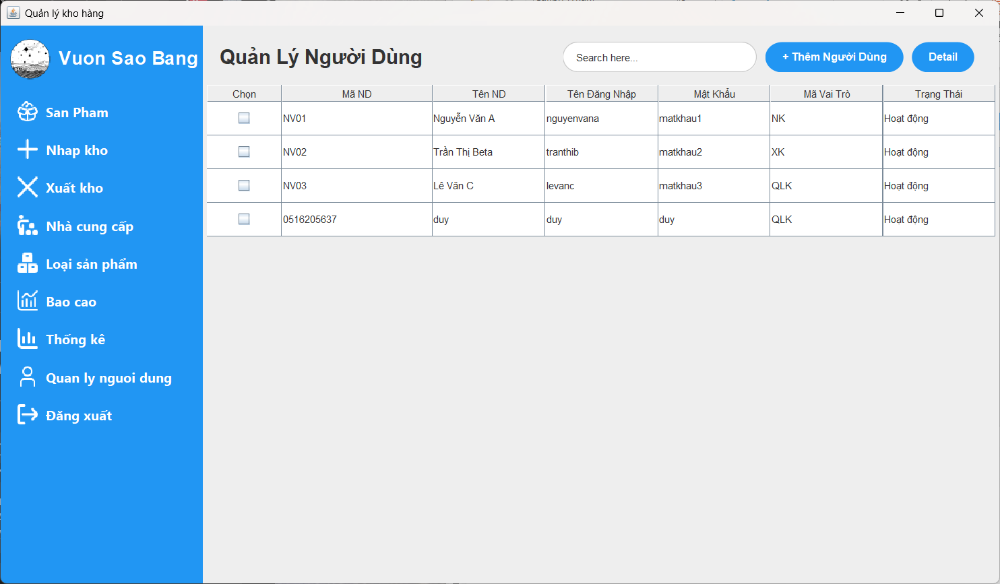 Quản lý kho hàng
Vuon Sao Bang
San Pham
Nhap kho
Xuất kho
Nhà cung cấp
Loại sản phẩm
Bao cao
Thống kê
Quan ly nguoi dung
Đăng xuất
Quản Lý Người Dùng
Search here...
+ Thêm Người Dùng
Detail
Chọn Mã ND Tên ND Tên Đăng Nhập Mật Khẩu Mã Vai Trò Trạng Thái
NV01 Nguyễn Văn A nguyenvana matkhau1 NK Hoạt động
NV02 Trần Thị Beta tranthib matkhau2 XK Hoạt động
NV03 Lê Văn C levanc matkhau3 QLK Hoạt động
0516205637 duy duy duy QLK Hoạt động